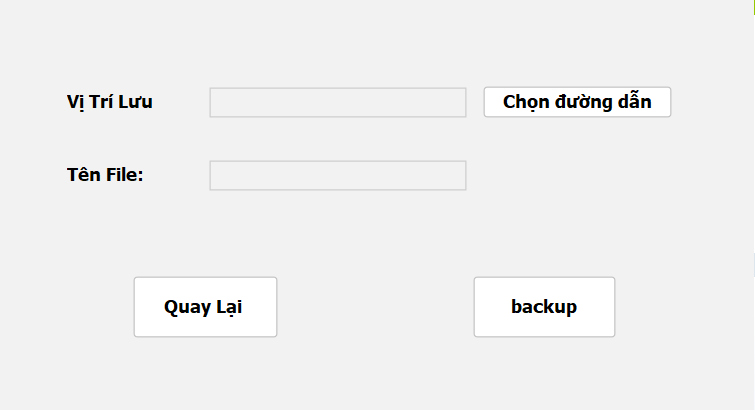 Vị Trí Lưu
Chọn đường dẫn
Tên File:
Quay Lại
backup